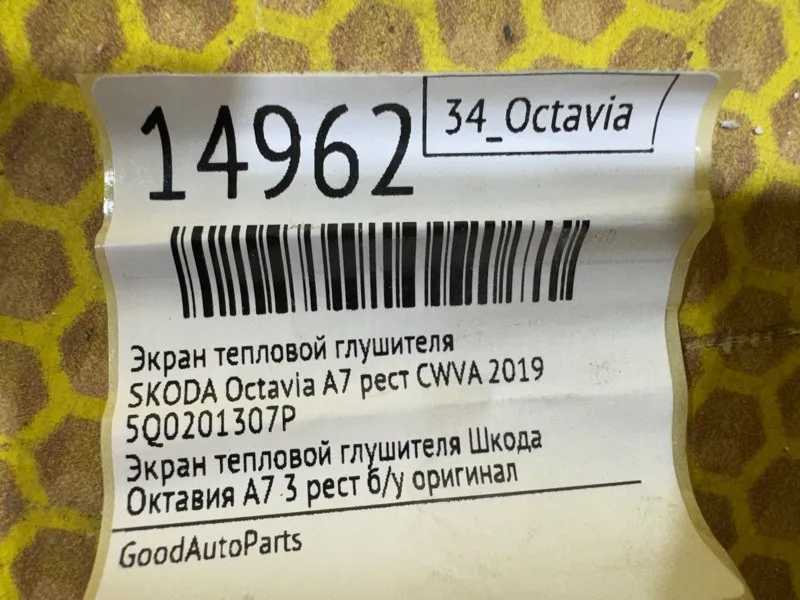 14962
34_Octavia
Экран тепловой глушителя
SKODA Octavia A7 рест CWVA 2019
5Q0201307P
Экран тепловой глушителя Шкода
Октавия А7 3 рест б/у оригинал
GoodAutoParts